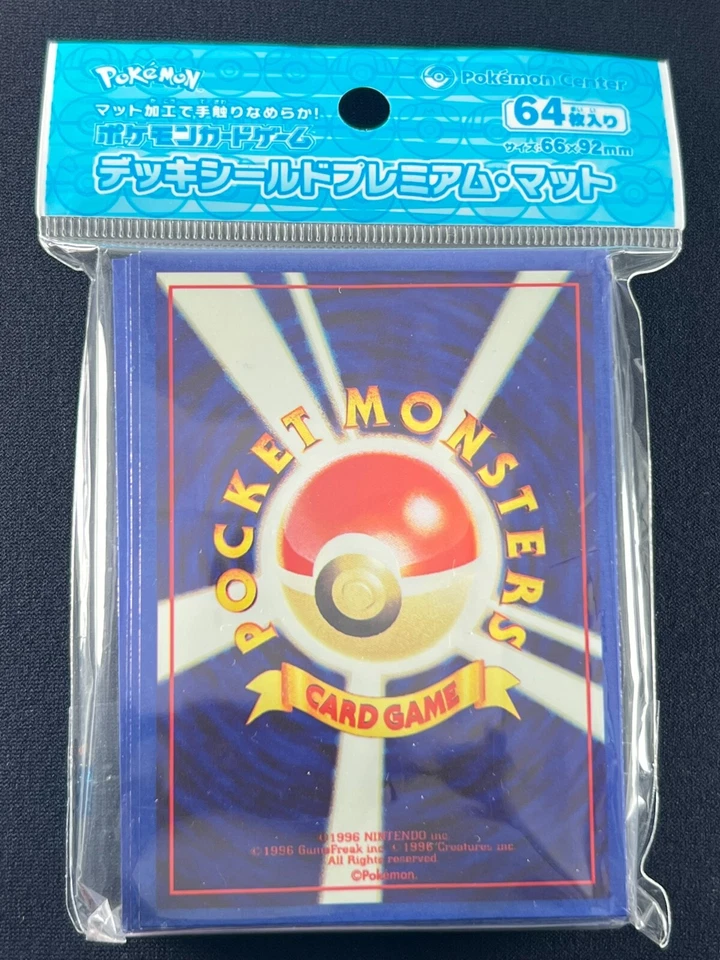 Pokémon
Pokémon Center
マット加工で手触りなめらか!
64枚入り
ポケモンカードゲーム
サイズ:66×92mm
デッキシールドプレミアム・マット
POCKET MONSTERS
CARD GAME
©1996 NINTENDO inc.
©1996 GameFreak inc. ©1996 Creatures inc.
All Rights reserved.
©Pokémon.